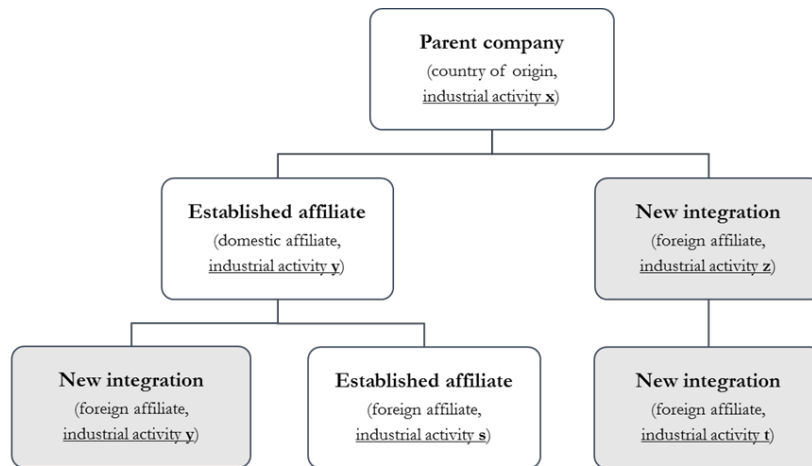 Parent company
(country of origin,
industrial activity x)
Established affiliate
(domestic affiliate,
industrial activity y)
New integration
(foreign affiliate,
industrial activity z)
New integration
(foreign affiliate,
industrial activity y)
Established affiliate
(foreign affiliate,
industrial activity s)
New integration
(foreign affiliate,
industrial activity t)